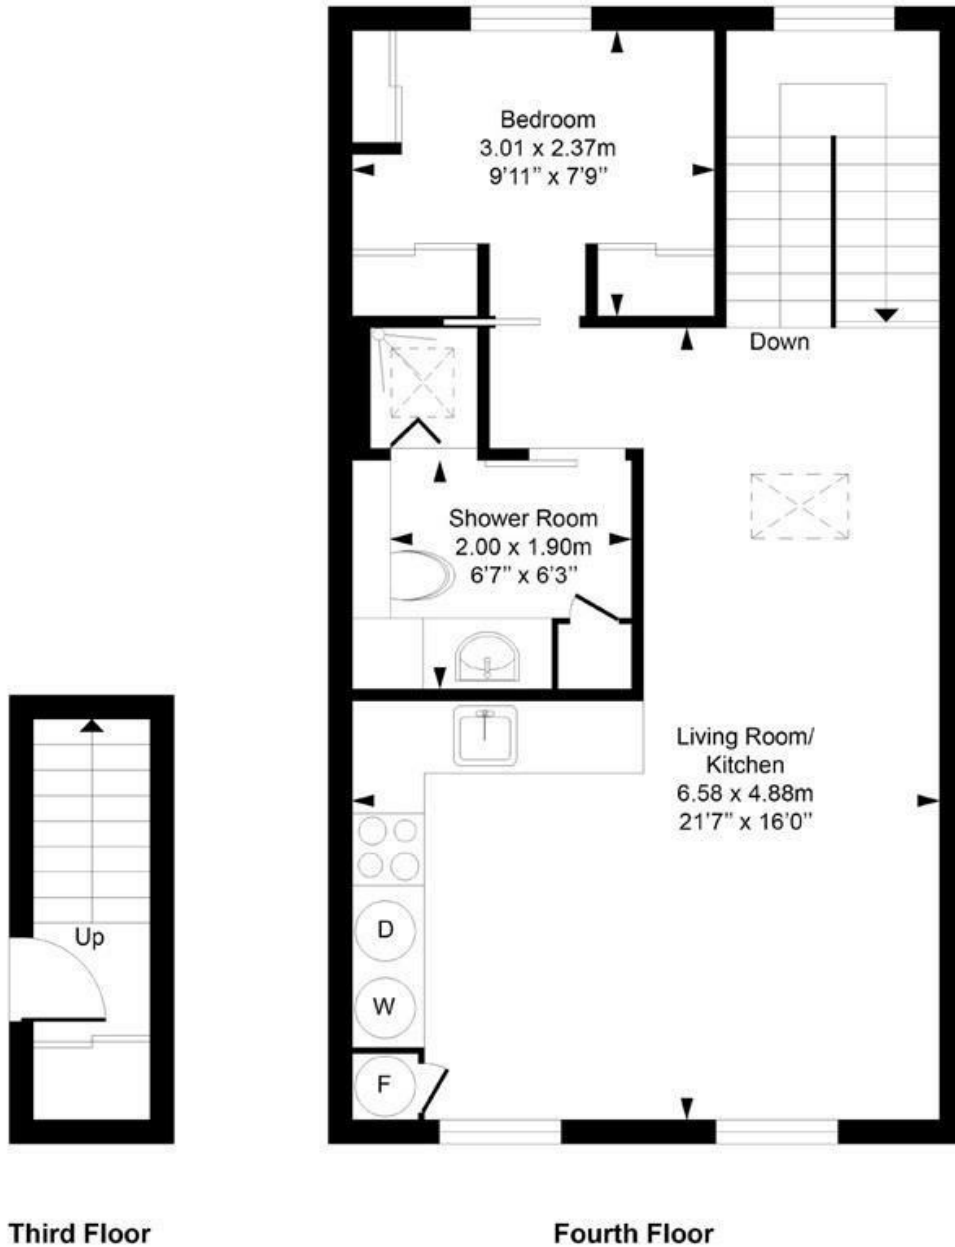 Bedroom
3.01 x 2.37m
9'11" x 7'9"
Down
Shower Room
2.00 x 1.90m
6'7" x 6'3"
Living Room/
Kitchen
6.58 x 4.88m
21'7" x 16'0"
D
W
F
Up
Third Floor
Fourth Floor